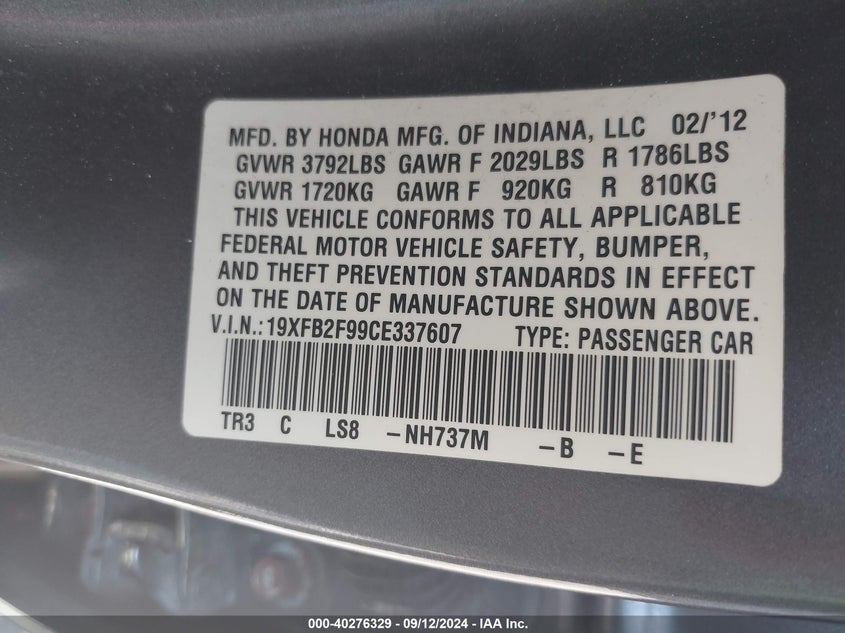 MFD. BY HONDA MFG. OF INDIANA, LLC 02/'12
GVWR 3792LBS GAWR F 2029LBS R 1786LBS
GVWR 1720KG GAWR F 920KG R 810KG
THIS VEHICLE CONFORMS TO ALL APPLICABLE
FEDERAL MOTOR VEHICLE SAFETY, BUMPER,
AND THEFT PREVENTION STANDARDS IN EFFECT
ON THE DATE OF MANUFACTURE SHOWN ABOVE.
V.I.N.:19XFB2F99CE337607 TYPE: PASSENGER CAR
TR3 C LS8 -NH737M -B -E
000-40276329 - 09/12/2024 - IAA Inc.